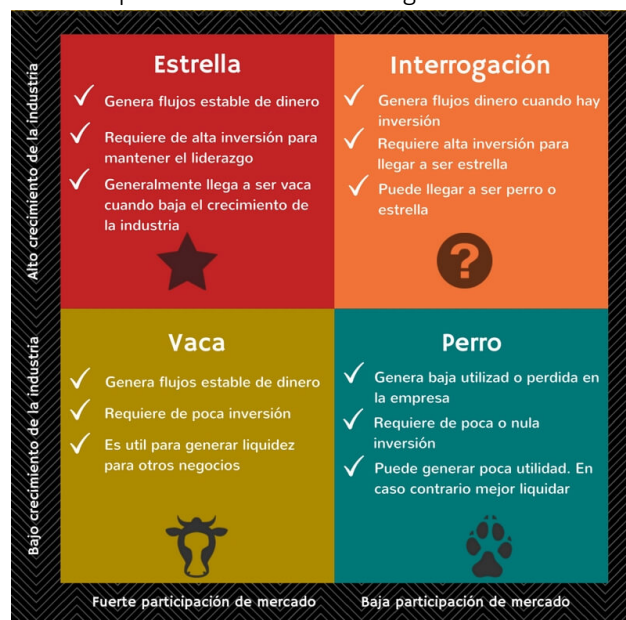 Estrella
Genera flujos estable de dinero
Requiere de alta inversión para
mantener el liderazgo
Generalmente llega a ser vaca
cuando baja el crecimiento de
la industria
Interrogación
Genera flujos dinero cuando hay
inversión
Requiere alta inversión para
llegar a ser estrella
Puede llegar a ser perro o
estrella
?
Alto crecimiento de la industria
Vaca
Genera flujos estable de dinero
Requiere de poca inversión
Es util para generar liquidez
para otros negocios
Perro
Genera baja utilizad o perdida en
la empresa
Requiere de poca o nula
inversión
Puede generar poca utilidad. En
caso contrario mejor liquidar
Bajo crecimiento de la industria
Fuerte participación de mercado
Baja participación de mercado